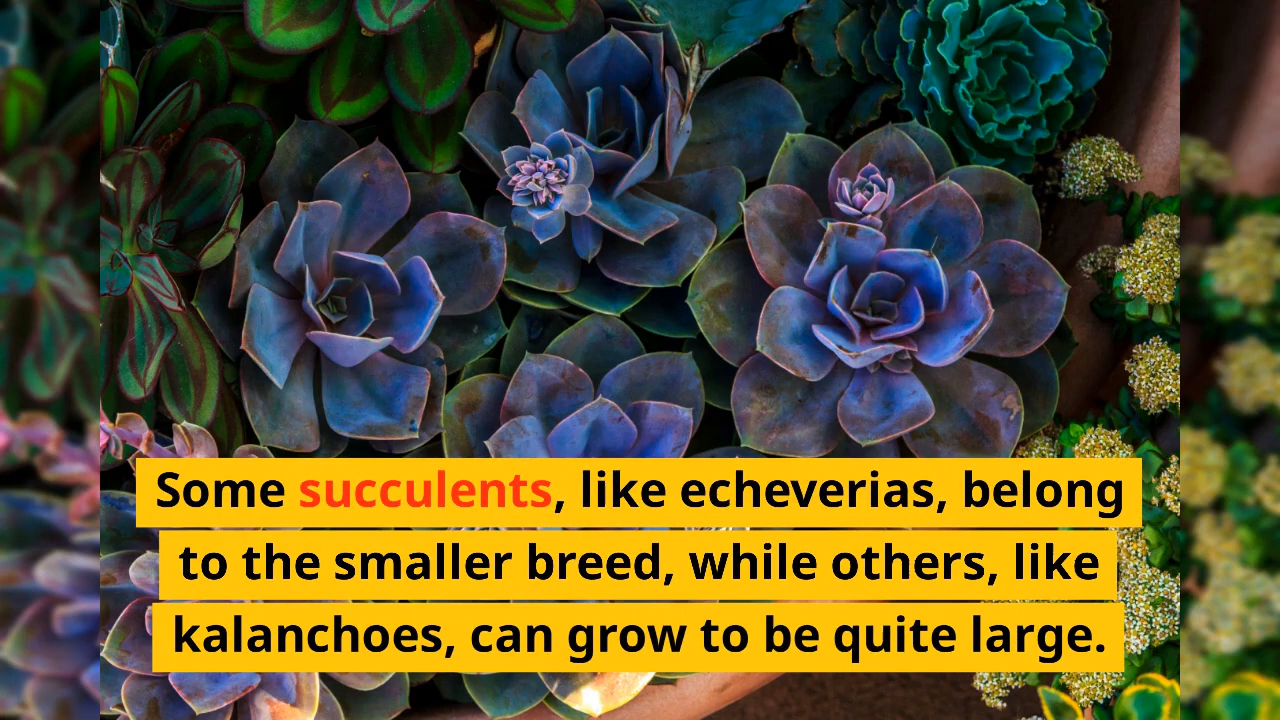 Some succulents, like echeverias, belong
to the smaller breed, while others, like
kalanchoes, can grow to be quite large.